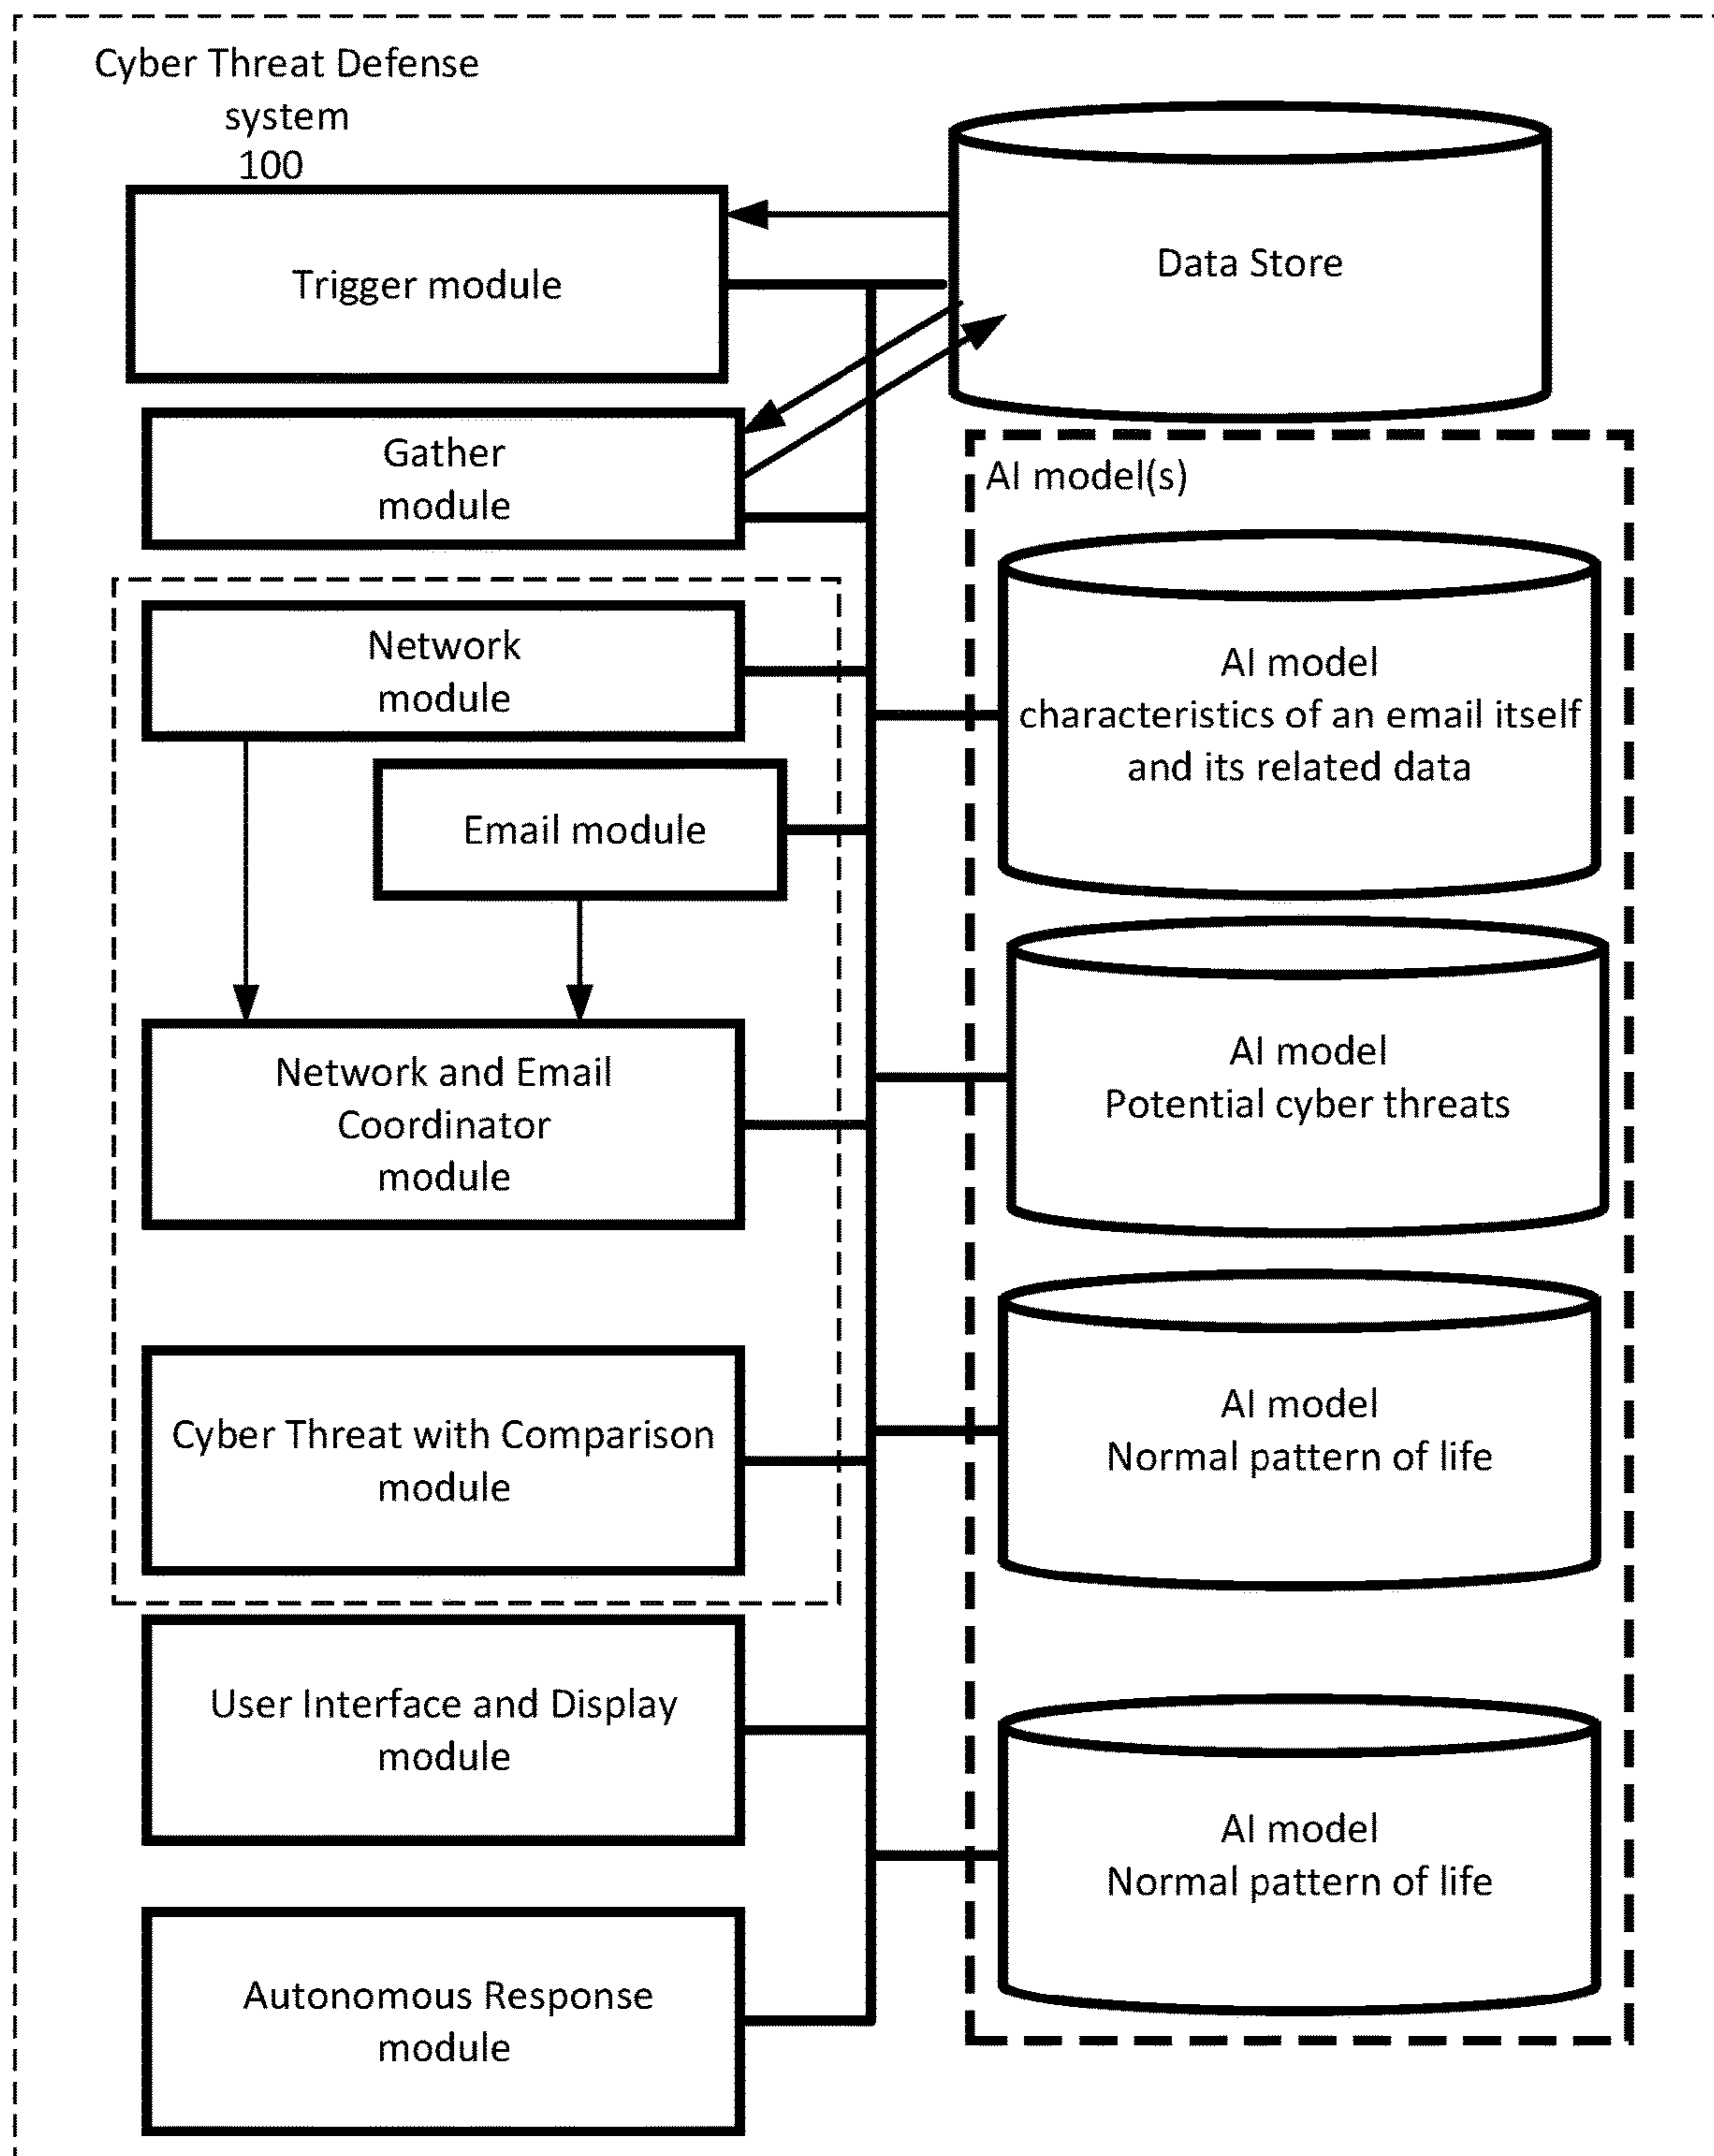 Cyber Threat Defense
system
100
Trigger module
Data Store
Gather
module
AI model(s)
Network
module
AI model
characteristics of an email itself
and its related data
Email module
Network and Email
Coordinator
module
AI model
Potential cyber threats
Cyber Threat with Comparison
module
AI model
Normal pattern of life
User Interface and Display
module
AI model
Normal pattern of life
Autonomous Response
module